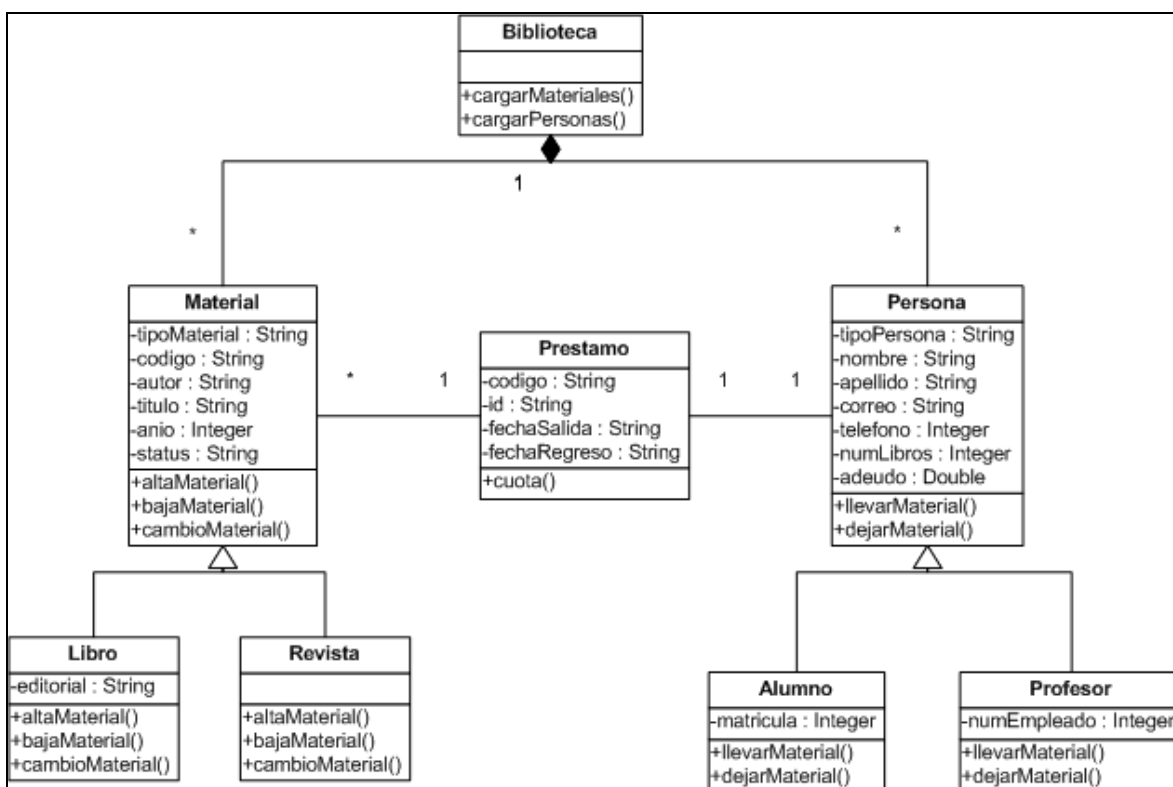 Biblioteca
+cargarMateriales()
+cargarPersonas()
1
*
*
Material
-tipoMaterial : String
-codigo : String
-autor : String
-titulo : String
-anio : Integer
-status : String
+altaMaterial()
+bajaMaterial()
+cambioMaterial()
*
1
Prestamo
-codigo : String
-id : String
-fechaSalida : String
-fechaRegreso : String
+cuota()
1
1
Persona
-tipoPersona : String
-nombre : String
-apellido : String
-correo : String
-telefono : Integer
-numLibros : Integer
-adeudo : Double
+llevarMaterial()
+dejarMaterial()
Libro
-editorial : String
+altaMaterial()
+bajaMaterial()
+cambioMaterial()
Revista
+altaMaterial()
+bajaMaterial()
+cambioMaterial()
Alumno
-matricula : Integer
+llevarMaterial()
+dejarMaterial()
Profesor
-numEmpleado : Integer
+llevarMaterial()
+dejarMaterial()